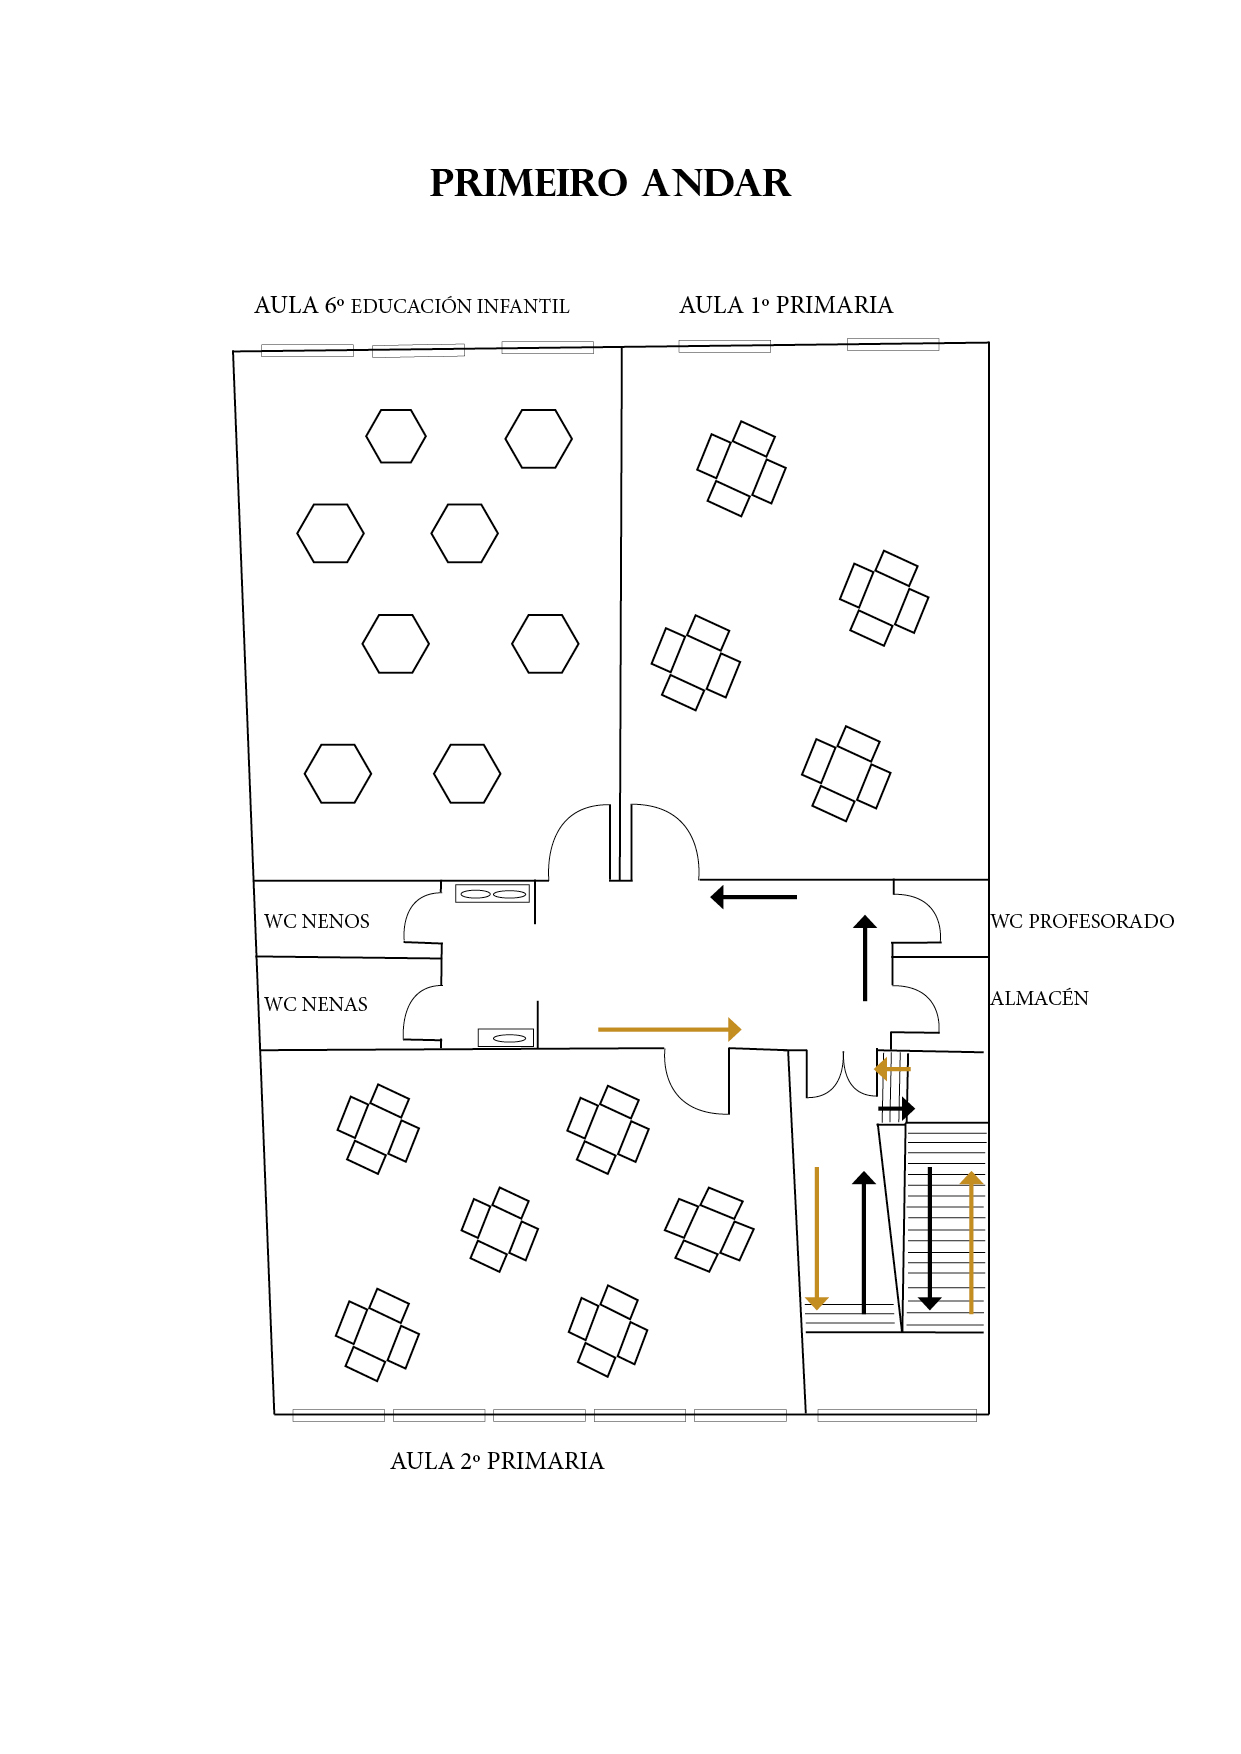 PRIMEIRO ANDAR
AULA 6º EDUCACIÓN INFANTIL
AULA 1º PRIMARIA
WC NENOS
WC PROFESORADO
WC NENAS
ALMACÉN
AULA 2º PRIMARIA